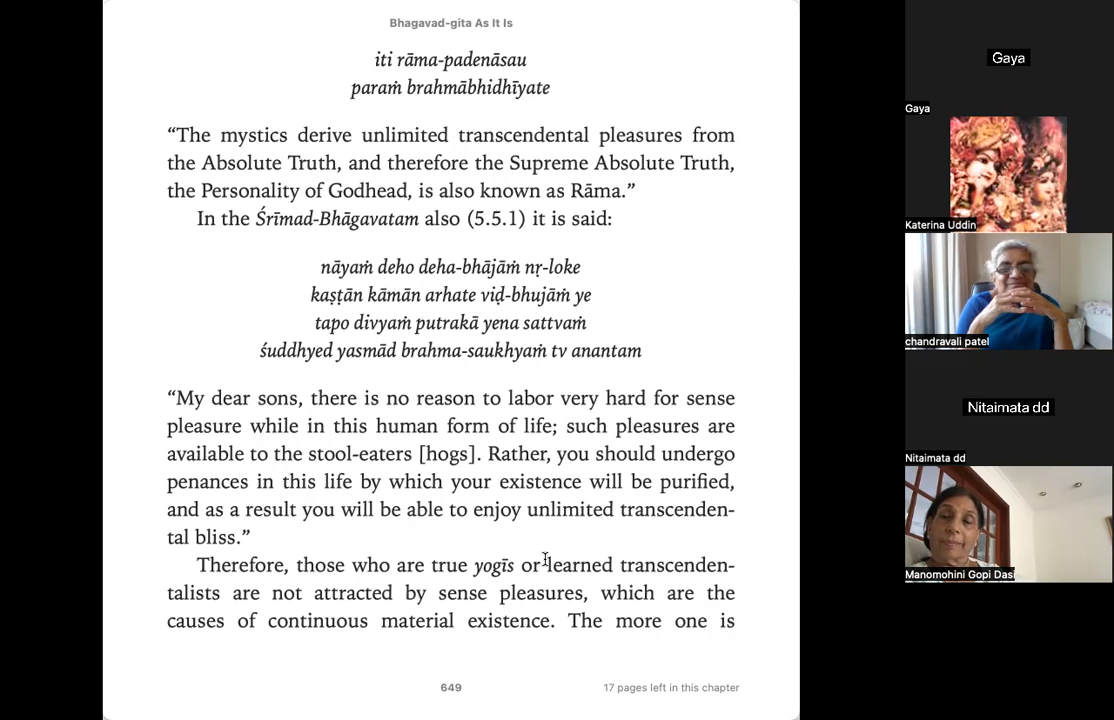 Bhagavad-gita As It Is
iti rāma-padenāsau
paraṁ brahmābhidhīyate
“The mystics derive unlimited transcendental pleasures from
the Absolute Truth, and therefore the Supreme Absolute Truth,
the Personality of Godhead, is also known as Rāma.”
In the Śrīmad-Bhāgavatam also (5.5.1) it is said:
nāyaṁ deho deha-bhājāṁ nṛ-loke
kaṣṭān kāmān arhate viḍ-bhujāṁ ye
tapo divyaṁ putrakā yena sattvaṁ
śuddhyed yasmād brahma-saukhyaṁ tv anantam
“My dear sons, there is no reason to labor very hard for sense
pleasure while in this human form of life; such pleasures are
available to the stool-eaters [hogs]. Rather, you should undergo
penances in this life by which your existence will be purified,
and as a result you will be able to enjoy unlimited transcenden-
tal bliss.”
Therefore, those who are true yogīs or learned transcenden-
talists are not attracted by sense pleasures, which are the
causes of continuous material existence. The more one is
649
17 pages left in this chapter
Gaya
Gaya
Katerina Uddin
chandravali patel
Nitaimata dd
Nitaimata dd
Manomohini Gopi Dasi